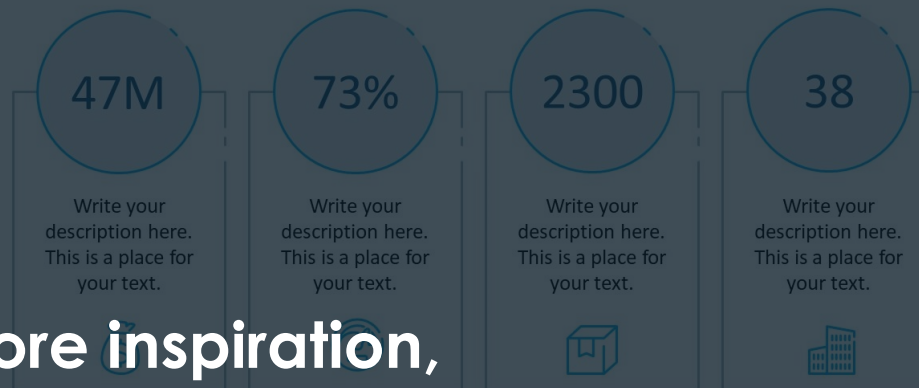 47M 73% 2300 38
Write your Write your Write your Write your
description here. description here. description here. description here.
This is a place for This is a place for This is a place for This is a place for
your text. your text. your text. your text.
ore inspiration,